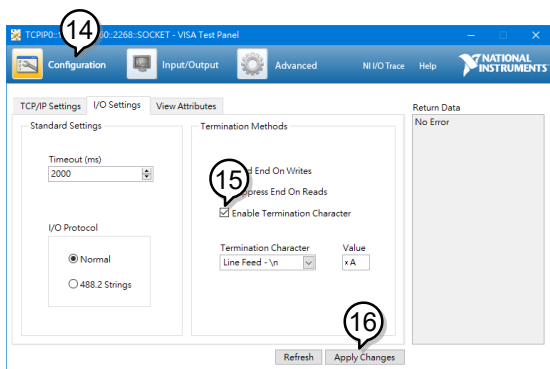 TCPIP0::1 60::2268::SOCKET - VISA Test Panel
14
Configuration
Input/Output
Advanced
NI I/O Trace
Help
NATIONAL
INSTRUMENTS
TCP/IP Settings
I/O Settings
View Attributes
Return Data
No Error
Standard Settings
Timeout (ms)
2000
I/O Protocol
Normal
488.2 Strings
Termination Methods
End On Writes
15
End On Reads
Enable Termination Character
Termination Character
Value
Line Feed - \n
xA
16
Refresh
Apply Changes